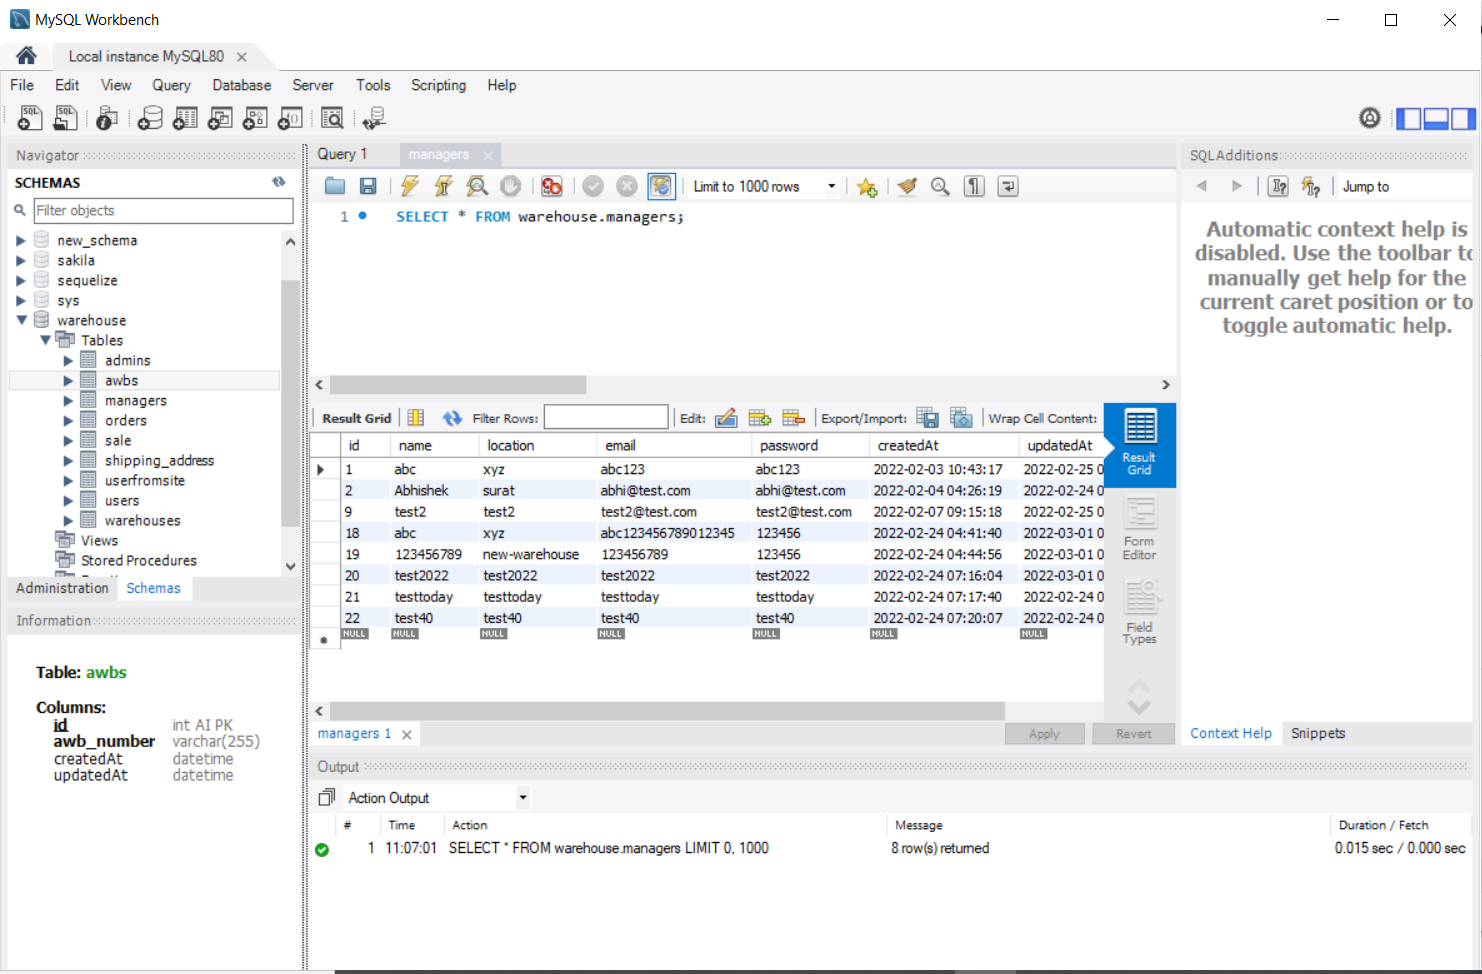 MySQL Workbench
Local instance MySQL80
File Edit View Query Database Server Tools Scripting Help
Navigator
SCHEMAS
Filter objects
new_schema
sakila
sequelize
sys
warehouse
Tables
admins
awbs
managers
orders
sale
shipping_address
userfromsite
users
warehouses
Views
Stored Procedures
Administration Schemas
Information
Table: awbs
Columns:
id int AI PK
awb_number varchar(255)
createdAt datetime
updatedAt datetime
Query 1 managers
Limit to 1000 rows
1 SELECT * FROM warehouse.managers;
Result Grid Filter Rows: Edit: Export/Import: Wrap Cell Content:
id name location email password createdAt updatedAt
1 abc xyz abc123 abc123 2022-02-03 10:43:17 2022-02-25 0
2 Abhishek surat abhi@test.com abhi@test.com 2022-02-04 04:26:19 2022-02-24 0
9 test2 test2 test2@test.com test2@test.com 2022-02-07 09:15:18 2022-02-25 0
18 abc xyz abc123456789012345 123456 2022-02-24 04:41:40 2022-03-01 0
19 123456789 new-warehouse 123456789 123456 2022-02-24 04:44:56 2022-03-01 0
20 test2022 test2022 test2022 test2022 2022-02-24 07:16:04 2022-03-01 0
21 testtoday testtoday testtoday testtoday 2022-02-24 07:17:40 2022-02-24 0
22 test40 test40 test40 test40 2022-02-24 07:20:07 2022-02-24 0
NULL NULL NULL NULL NULL NULL NULL
Result
Grid
Form
Editor
Field
Types
managers 1 Apply Revert
SQLAdditions
Jump to
Automatic context help is
disabled. Use the toolbar to
manually get help for the
current caret position or to
toggle automatic help.
Context Help Snippets
Output
Action Output
# Time Action Message Duration / Fetch
1 11:07:01 SELECT * FROM warehouse.managers LIMIT 0, 1000 8 row(s) returned 0.015 sec / 0.000 sec